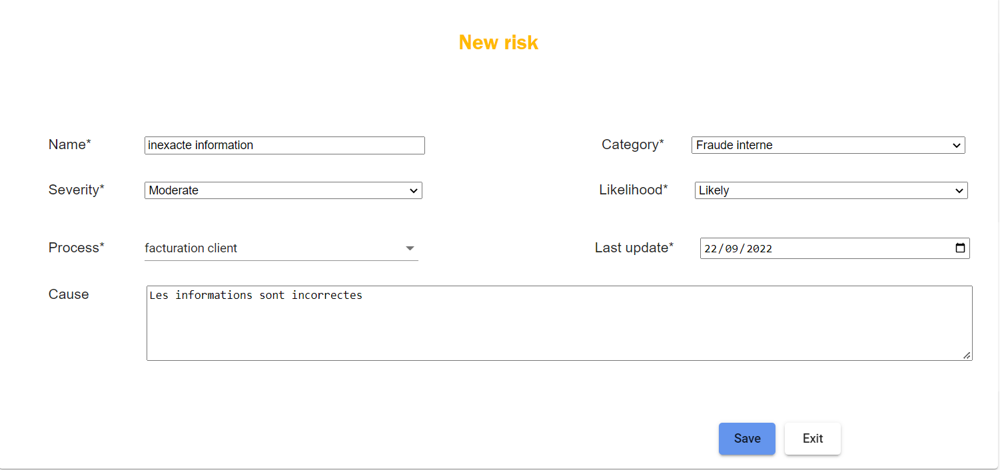 New risk
Name* inexacte information Category* Fraude interne
Severity* Moderate Likelihood* Likely
Process* facturation client Last update* 22/09/2022
Cause Les informations sont incorrectes
Save Exit